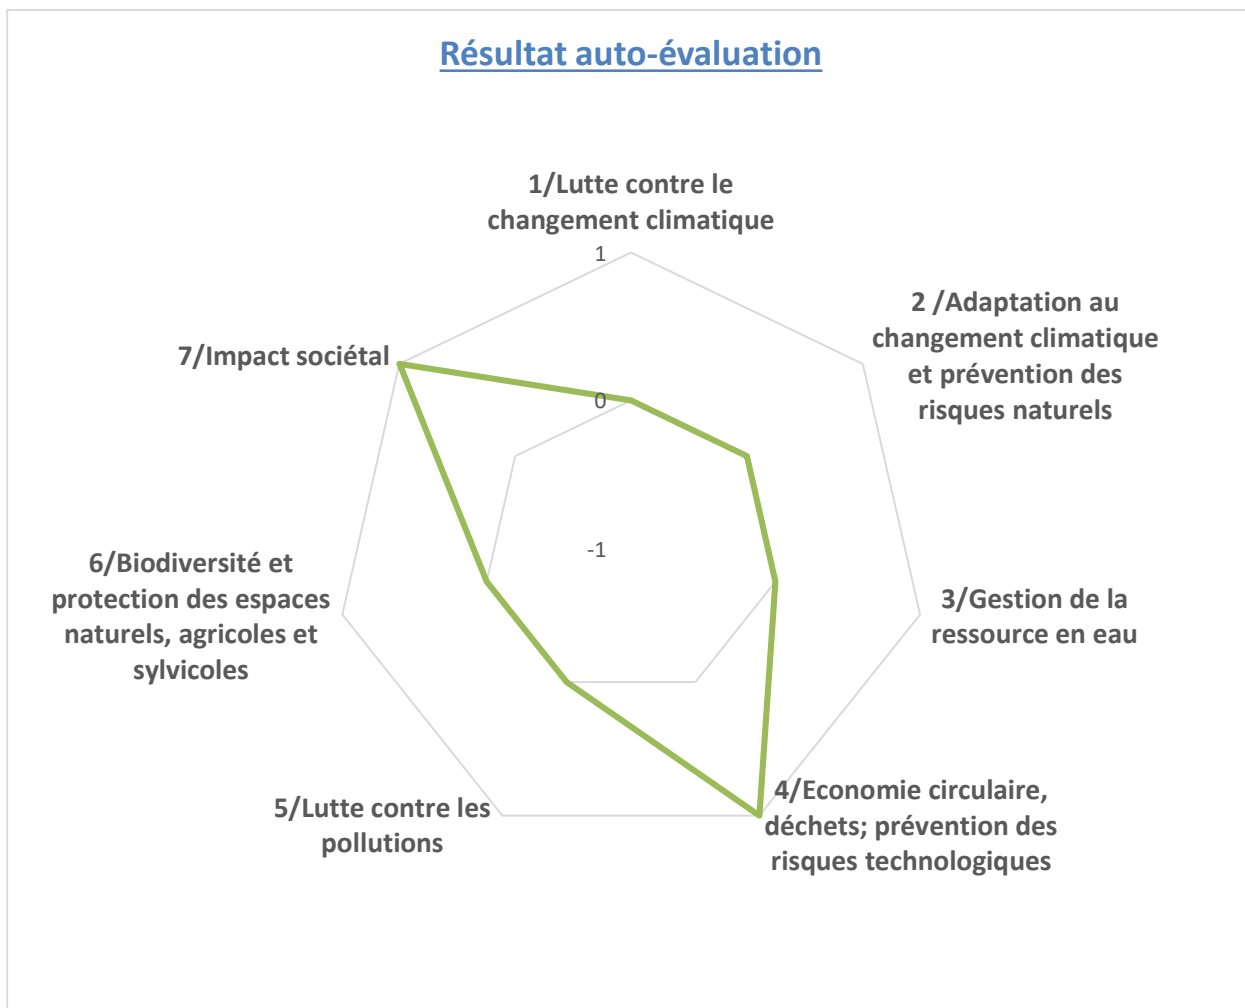 Résultat auto-évaluation
1/Lutte contre le
changement climatique
1
2 /Adaptation au
changement climatique
et prévention des
risques naturels
7/Impact sociétal
0
-1
6/Biodiversité et
protection des espaces
naturels, agricoles et
sylvicoles
3/Gestion de la
ressource en eau
4/Economie circulaire,
déchets; prévention des
risques technologiques
5/Lutte contre les
pollutions